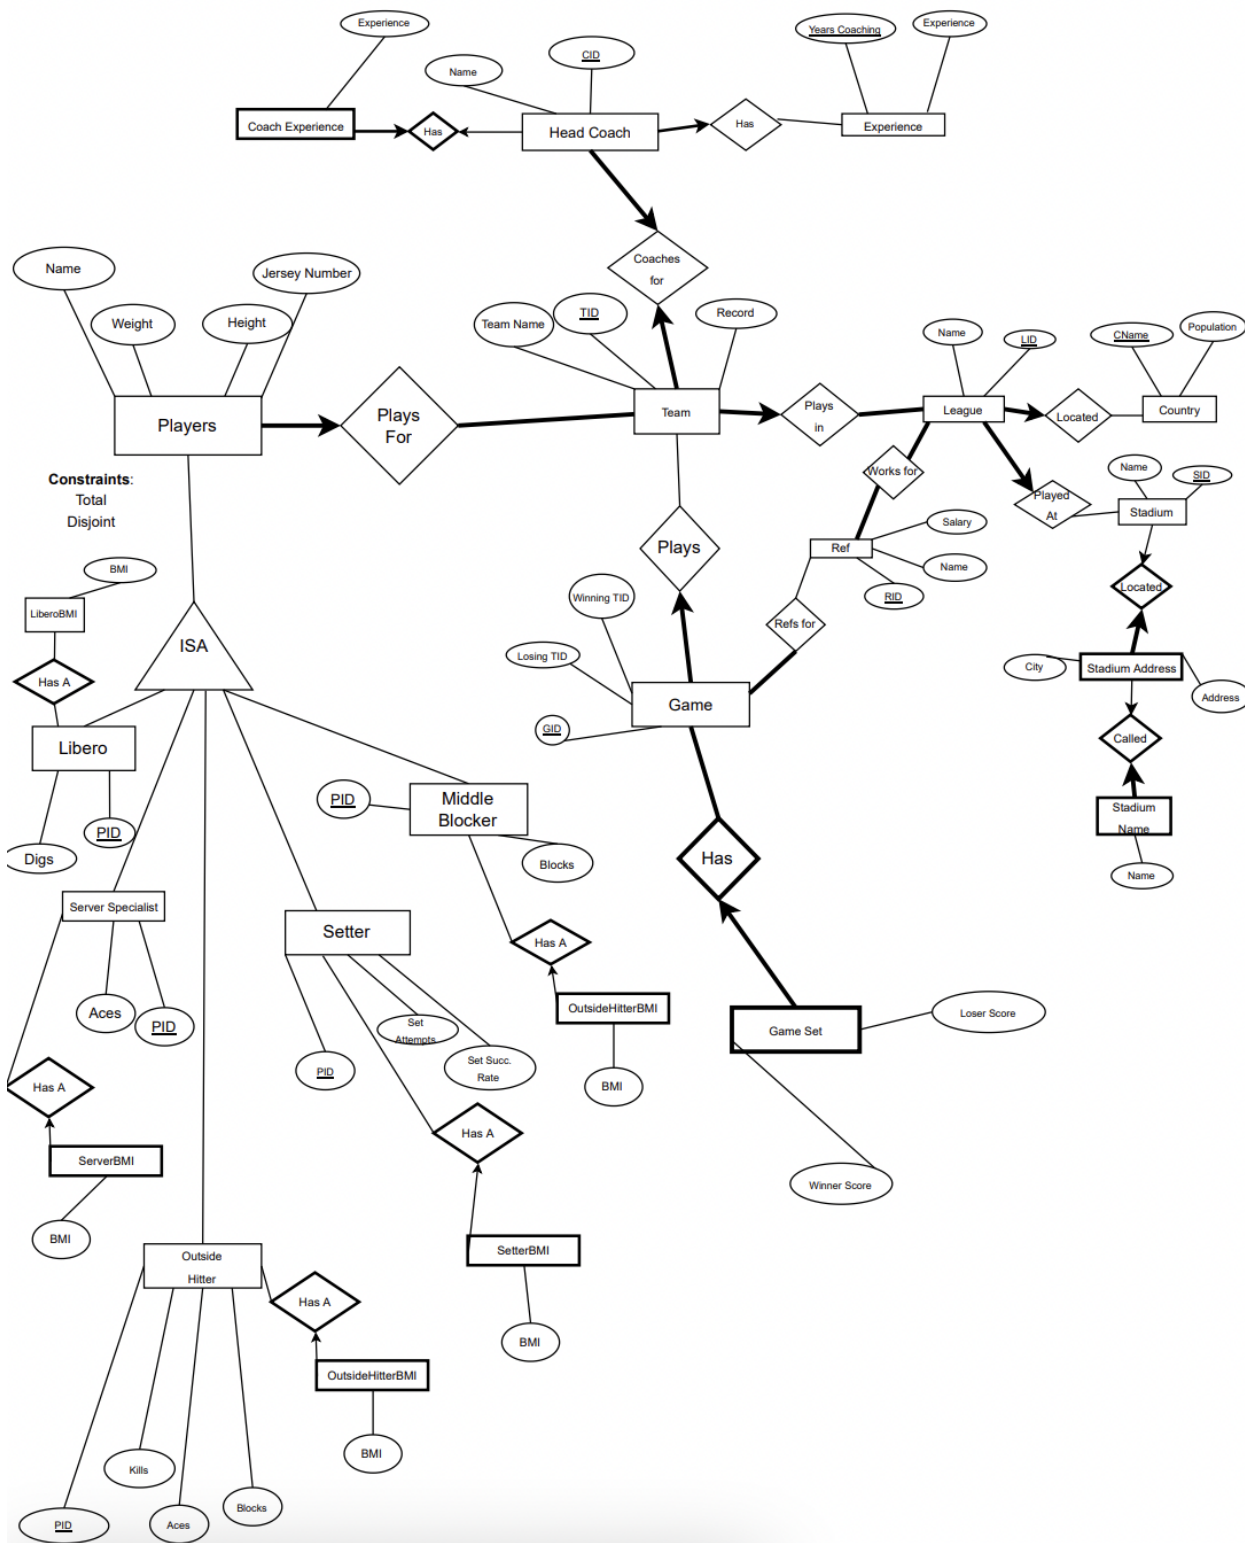 Experience
Years Coaching
Experience
CID
Name
Coach Experience
Has
Head Coach
Has
Experience
Coaches
for
Name
Jersey Number
Weight
Height
Team Name
TID
Record
Name
LID
CName
Population
Players
Plays
For
Team
Plays
in
League
Located
Country
Constraints:
Total
Disjoint
Works for
Name
SID
Played
At
Stadium
Salary
Plays
Ref
Name
RID
BMI
LiberoBMI
Winning TID
Located
Refs for
ISA
Losing TID
City
Stadium Address
Address
Has A
Game
GID
Called
Libero
PID
Middle
Blocker
Stadium
Name
PID
Digs
Blocks
Has
Name
Server Specialist
Setter
Has A
Aces
PID
Set
Attempts
OutsideHitterBMI
Loser Score
Game Set
PID
Set Succ.
Rate
BMI
Has A
Has A
ServerBMI
Winner Score
BMI
SetterBMI
Outside
Hitter
Has A
BMI
OutsideHitterBMI
BMI
Kills
Blocks
PID
Aces